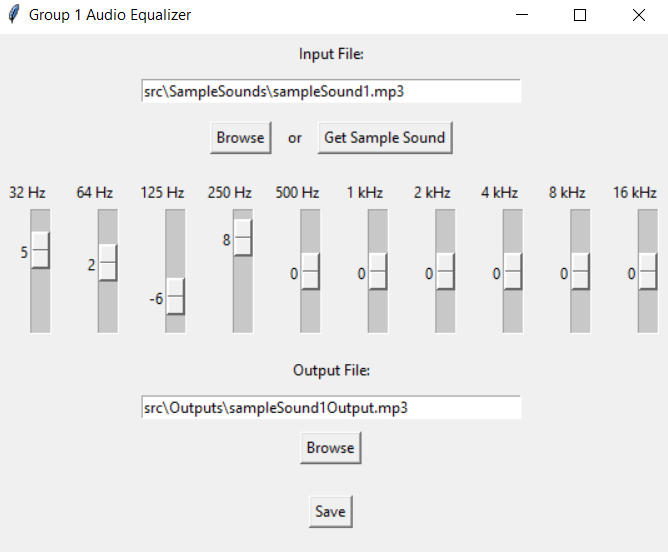 Group 1 Audio Equalizer
Input File:
src\SampleSounds\sampleSound1.mp3
Browse or Get Sample Sound
32 Hz 64 Hz 125 Hz 250 Hz 500 Hz 1 kHz 2 kHz 4 kHz 8 kHz 16 kHz
5 2 -6 8 0 0 0 0 0 0
Output File:
src\Outputs\sampleSound1Output.mp3
Browse
Save